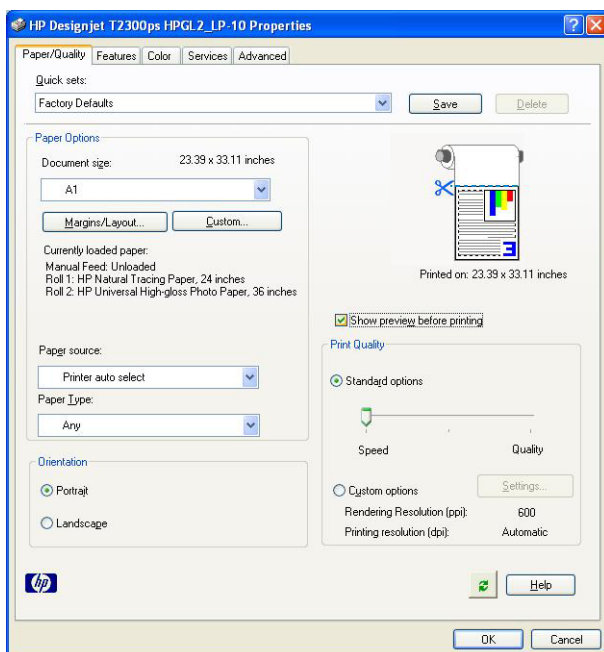 HP Designjet T2300ps HPGL2_LP-10 Properties
Paper/Quality Features Color Services Advanced
Quick sets:
Factory Defaults
Save
Delete
Paper Options
Document size:
23.39 x 33.11 inches
A1
Margins/Layout...
Custom...
Currently loaded paper:
Manual Feed: Unloaded
Roll 1: HP Natural Tracing Paper, 24 inches
Roll 2: HP Universal High-gloss Photo Paper, 36 inches
Paper source:
Printer auto select
Paper Type:
Any
Orientation
Portrait
Landscape
3
Printed on: 23.39 x 33.11 inches
Show preview before printing
Print Quality
Standard options
Speed
Quality
Custom options
Settings...
Rendering Resolution (ppi): 600
Printing resolution (dpi): Automatic
hp
Help
OK
Cancel